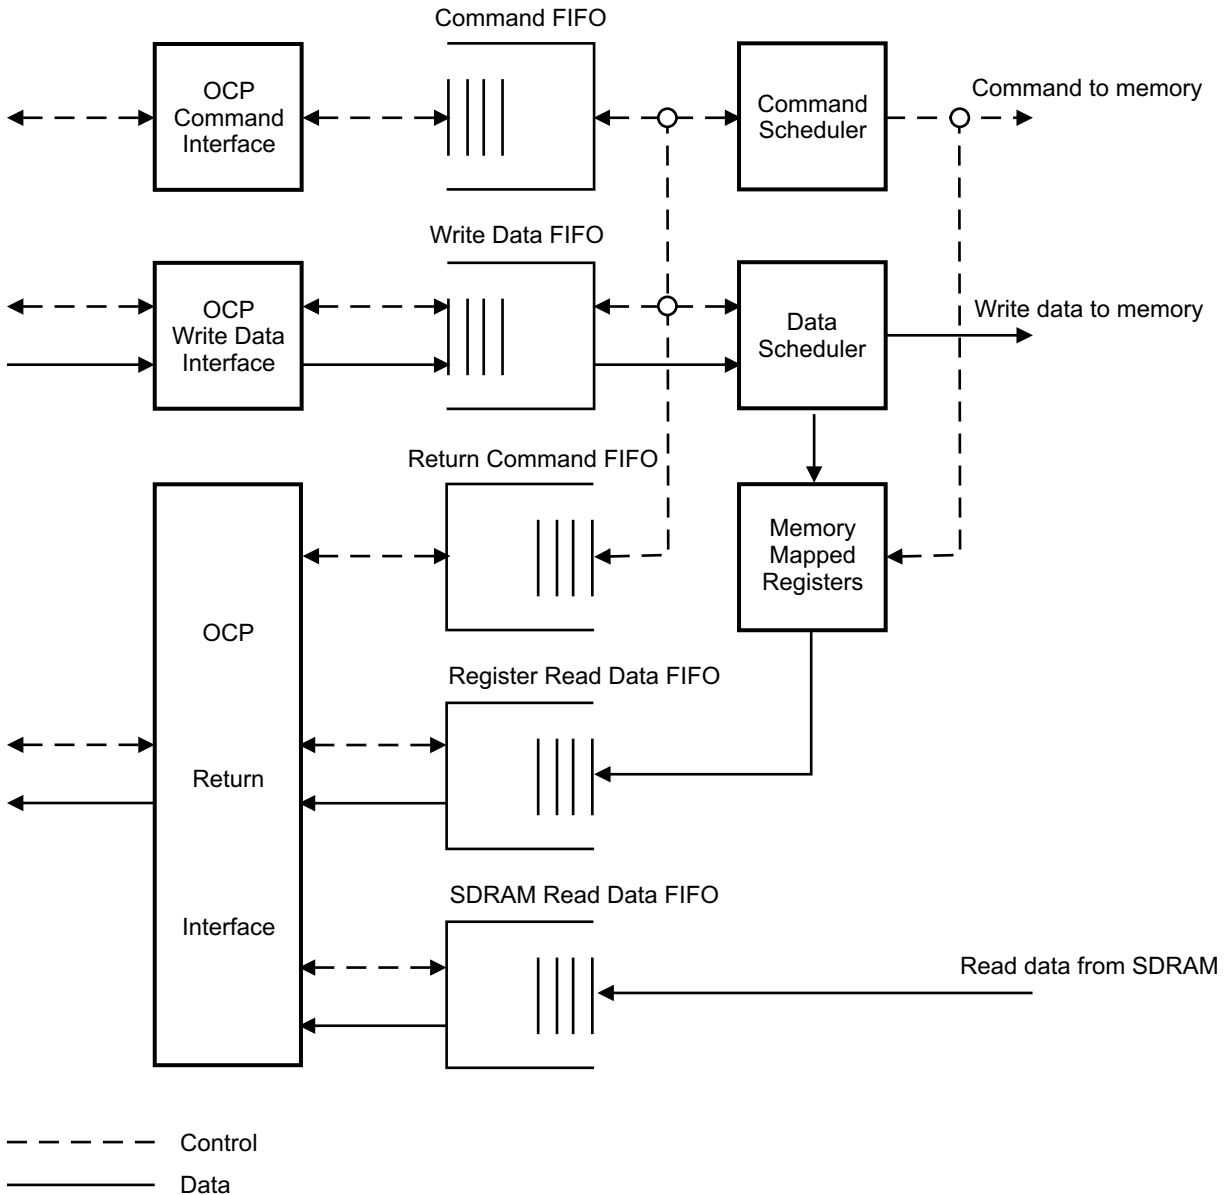 Command FIFO
OCP
Command
Interface
Command
Scheduler
Command to memory
Write Data FIFO
OCP
Write Data
Interface
Data
Scheduler
Write data to memory
Return Command FIFO
Memory
Mapped
Registers
OCP
Return
Interface
Register Read Data FIFO
SDRAM Read Data FIFO
Read data from SDRAM
Control
Data